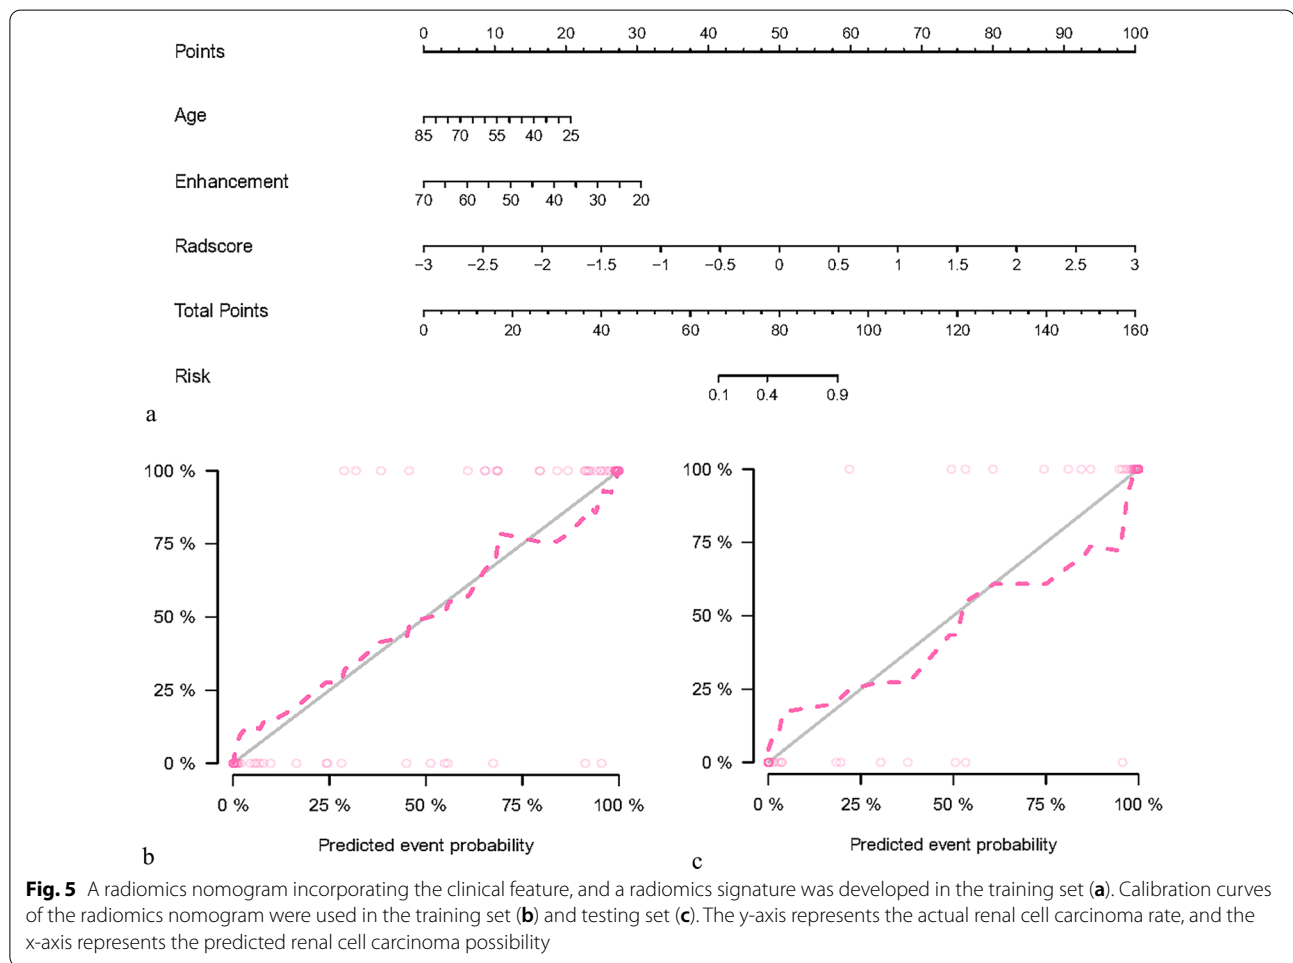 Points
0 10 20 30 40 50 60 70 80 90 100
Age
85 70 55 40 25
Enhancement
70 60 50 40 30 20
Radscore
−3 −2.5 −2 −1.5 −1 −0.5 0 0.5 1 1.5 2 2.5 3
Total Points
0 20 40 60 80 100 120 140 160
Risk
0.1 0.4 0.9
a
100 %
75 %
50 %
25 %
0 %
0 % 25 % 50 % 75 % 100 %
Predicted event probability
b
100 %
75 %
50 %
25 %
0 %
0 % 25 % 50 % 75 % 100 %
Predicted event probability
c
Fig. 5 A radiomics nomogram incorporating the clinical feature, and a radiomics signature was developed in the training set (a). Calibration curves
of the radiomics nomogram were used in the training set (b) and testing set (c). The y-axis represents the actual renal cell carcinoma rate, and the
x-axis represents the predicted renal cell carcinoma possibility